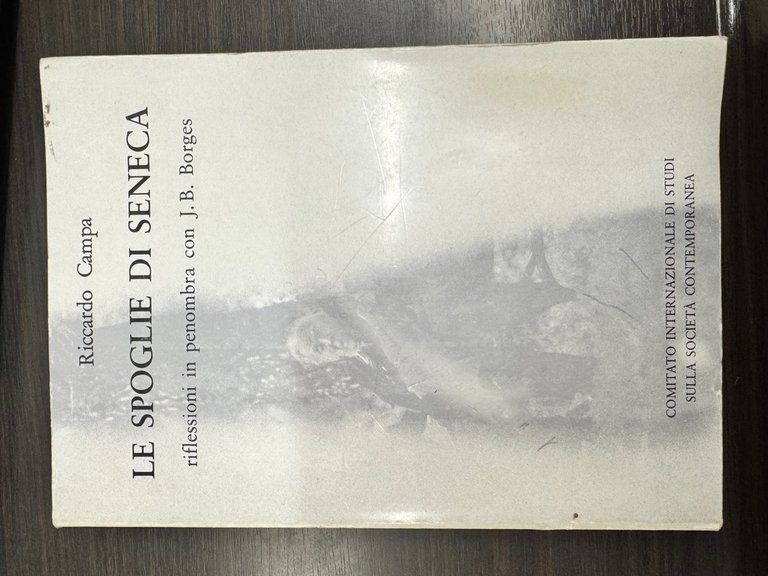 Riccardo Campa
LE SPOGLIE DI SENECA
riflessioni in penombra con J. B. Borges
COMITATO INTERNAZIONALE DI STUDI
SULLA SOCIETÀ CONTEMPORANEA